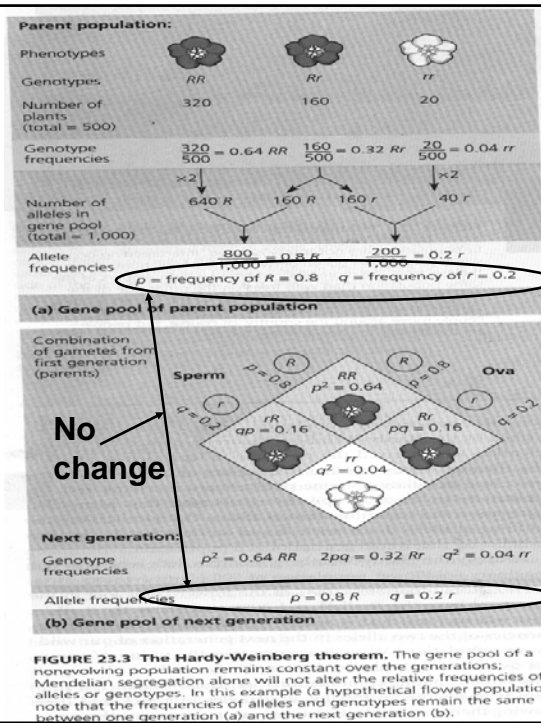 Parent population:
Phenotypes
Genotypes RR Rr rr
Number of
plants
(total = 500) 320 160 20
Genotype
frequencies 320/500 = 0.64 RR 160/500 = 0.32 Rr 20/500 = 0.04 rr
×2 ×2
Number of
alleles in
gene pool
(total = 1,000) 640 R 160 R 160 r 40 r
Allele
frequencies 800/1,000 = 0.8 R 200/1,000 = 0.2 r
p = frequency of R = 0.8 q = frequency of r = 0.2
(a) Gene pool of parent population
Combination
of gametes from
first generation
(parents)
Sperm Ova
R R
p = 0.8 p = 0.8
r r
q = 0.2 q = 0.2
RR
p² = 0.64
rR Rr
qp = 0.16 pq = 0.16
rr
q² = 0.04
No
change
Next generation:
Genotype
frequencies p² = 0.64 RR 2pq = 0.32 Rr q² = 0.04 rr
Allele frequencies p = 0.8 R q = 0.2 r
(b) Gene pool of next generation
FIGURE 23.3 The Hardy-Weinberg theorem. The gene pool of a
nonevolving population remains constant over the generations;
Mendelian segregation alone will not alter the relative frequencies of
alleles or genotypes. In this example (a hypothetical flower populatio
note that the frequencies of alleles and genotypes remain the same
between one generation (a) and the next generation (b).